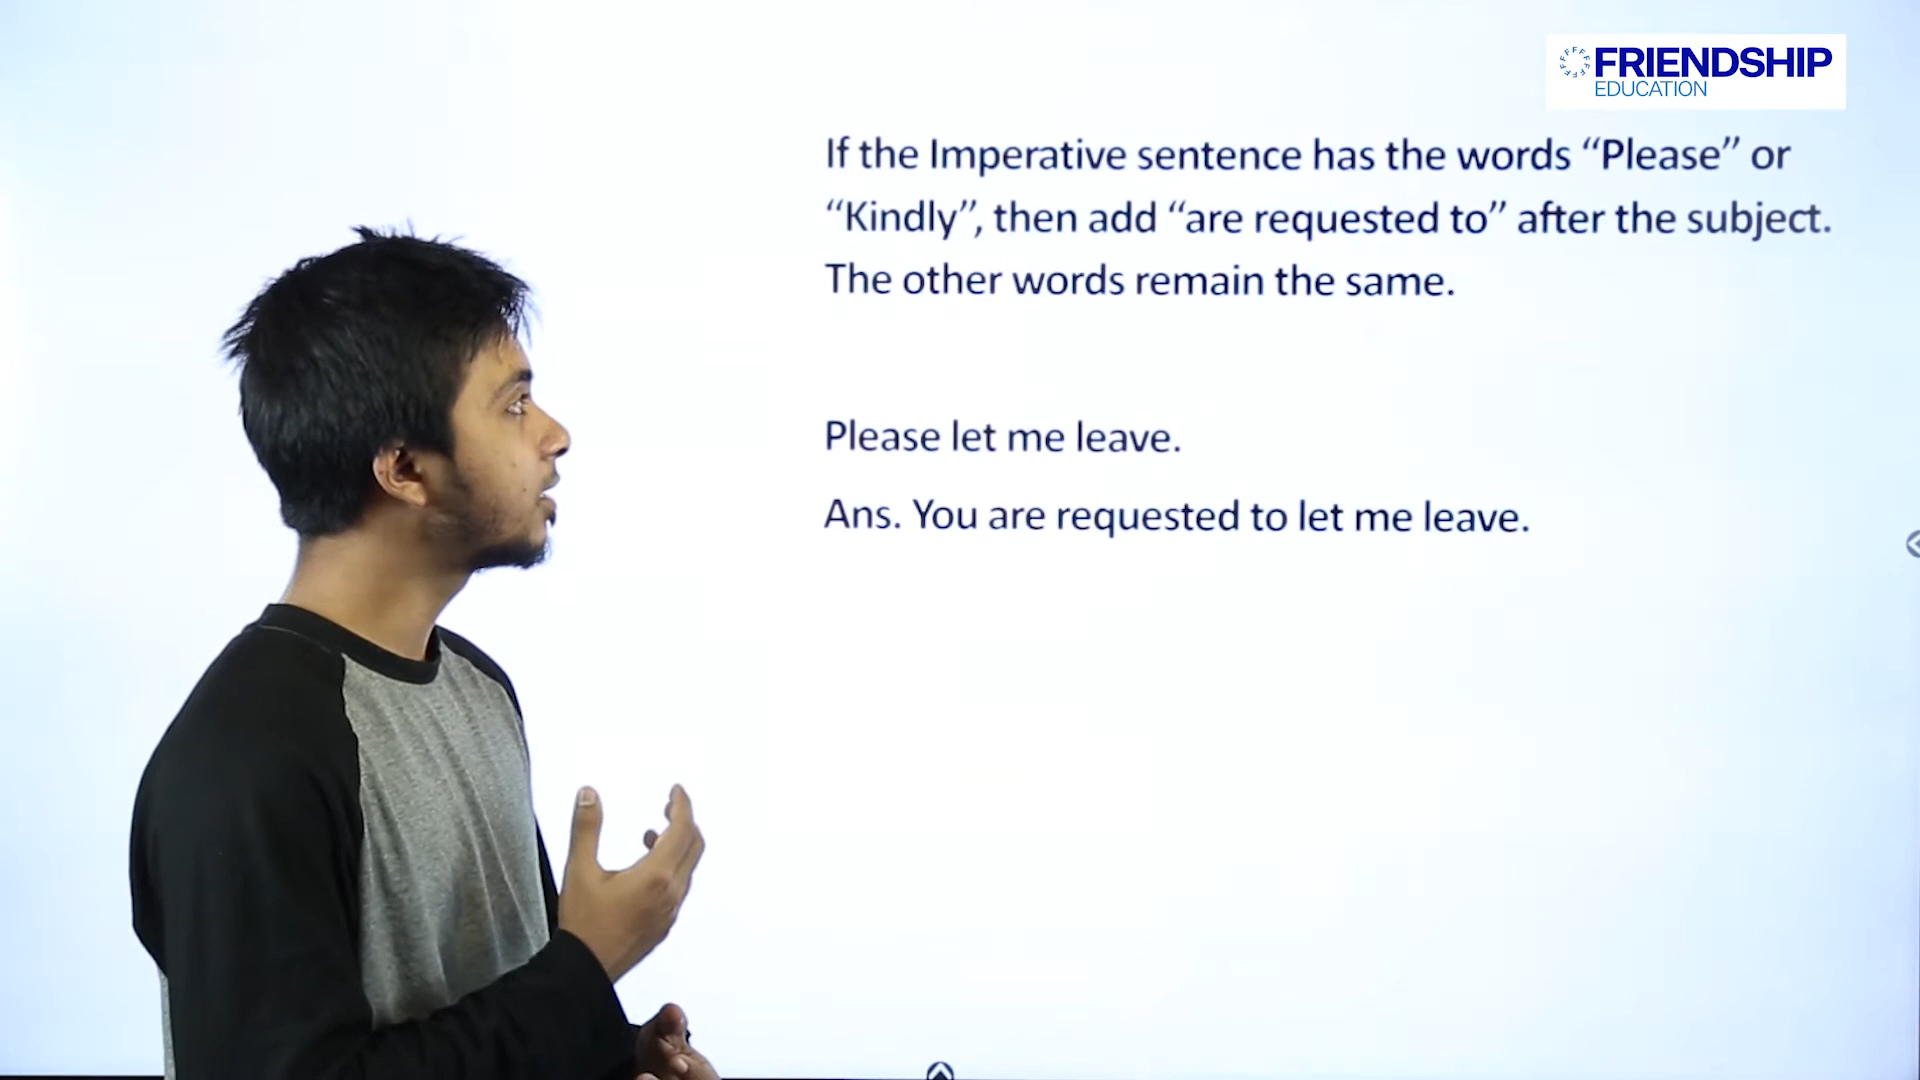 FRIENDSHIP
EDUCATION
If the Imperative sentence has the words “Please” or
“Kindly”, then add “are requested to” after the subject.
The other words remain the same.
Please let me leave.
Ans. You are requested to let me leave.